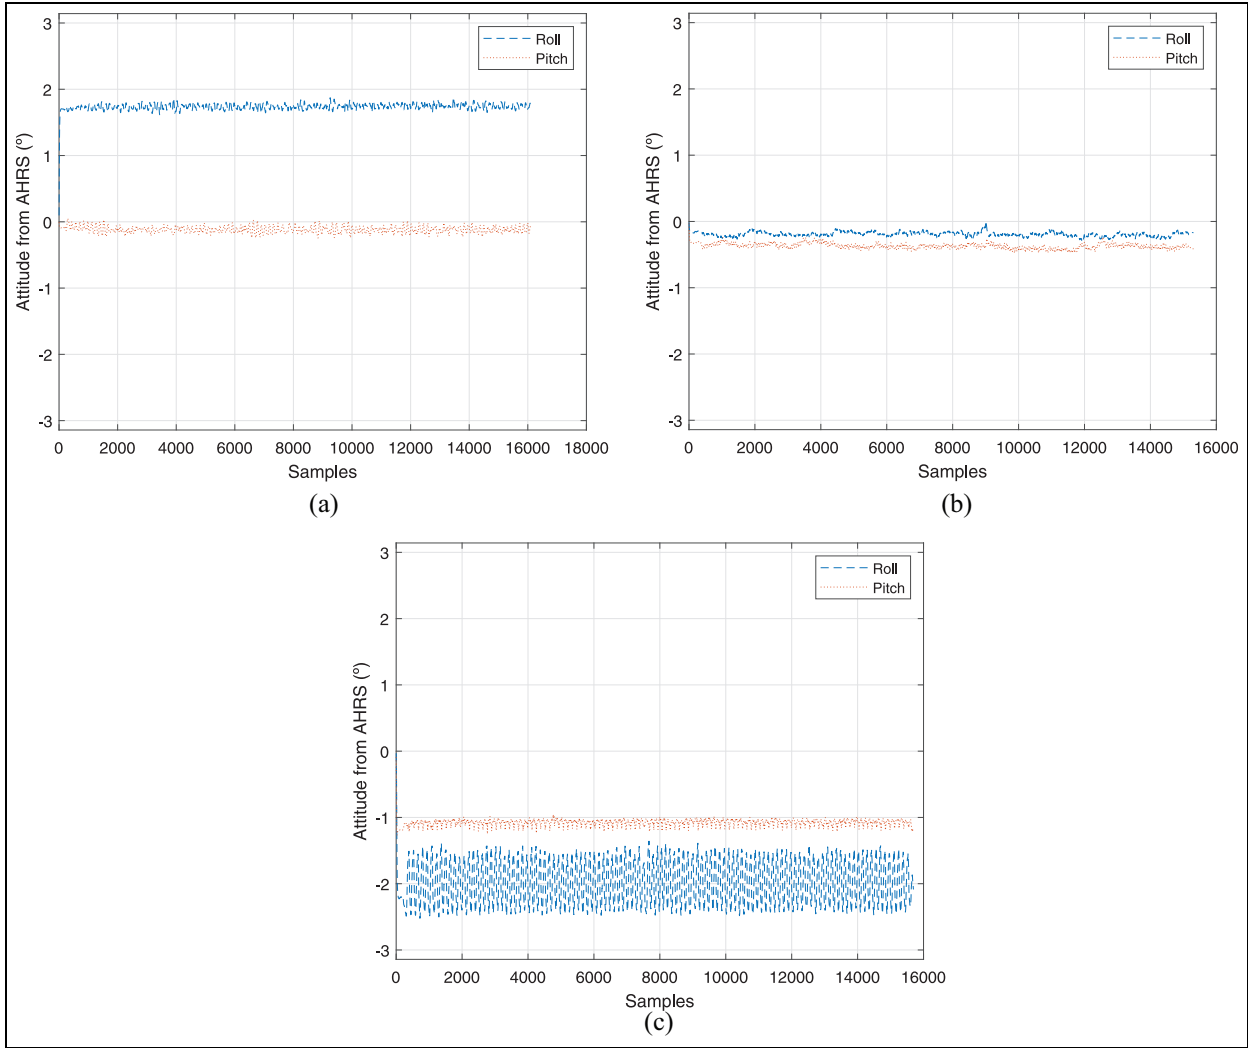 3
2
1
0
-1
-2
-3
Attitude from AHRS (º)
Roll
Pitch
0 2000 4000 6000 8000 10000 12000 14000 16000 18000
Samples
(a)
3
2
1
0
-1
-2
-3
Attitude from AHRS (º)
Roll
Pitch
0 2000 4000 6000 8000 10000 12000 14000 16000
Samples
(b)
3
2
1
0
-1
-2
-3
Attitude from AHRS (º)
Roll
Pitch
0 2000 4000 6000 8000 10000 12000 14000 16000
Samples
(c)